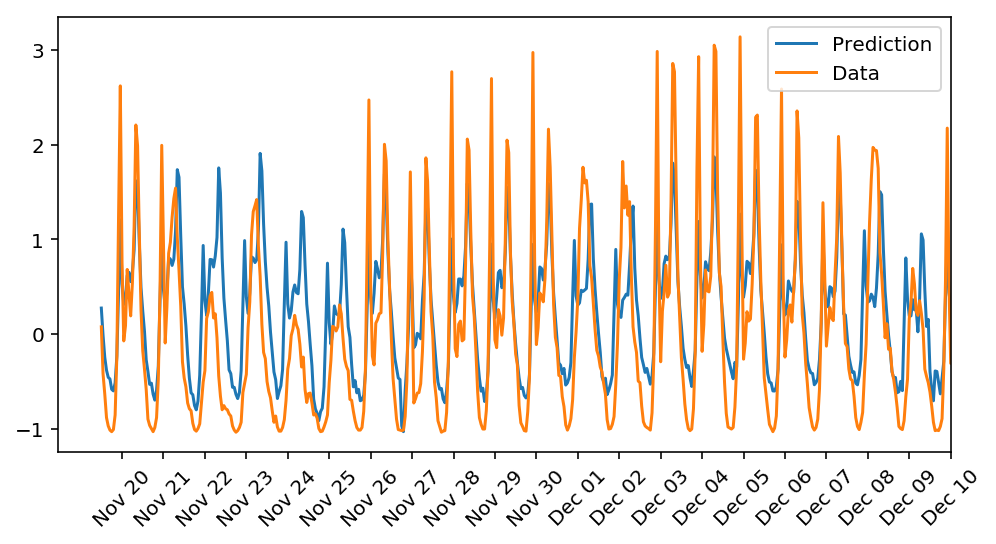 3
2
1
0
−1
Prediction
Data
Nov 20
Nov 21
Nov 22
Nov 23
Nov 24
Nov 25
Nov 26
Nov 27
Nov 28
Nov 29
Nov 30
Dec 01
Dec 02
Dec 03
Dec 04
Dec 05
Dec 06
Dec 07
Dec 08
Dec 09
Dec 10